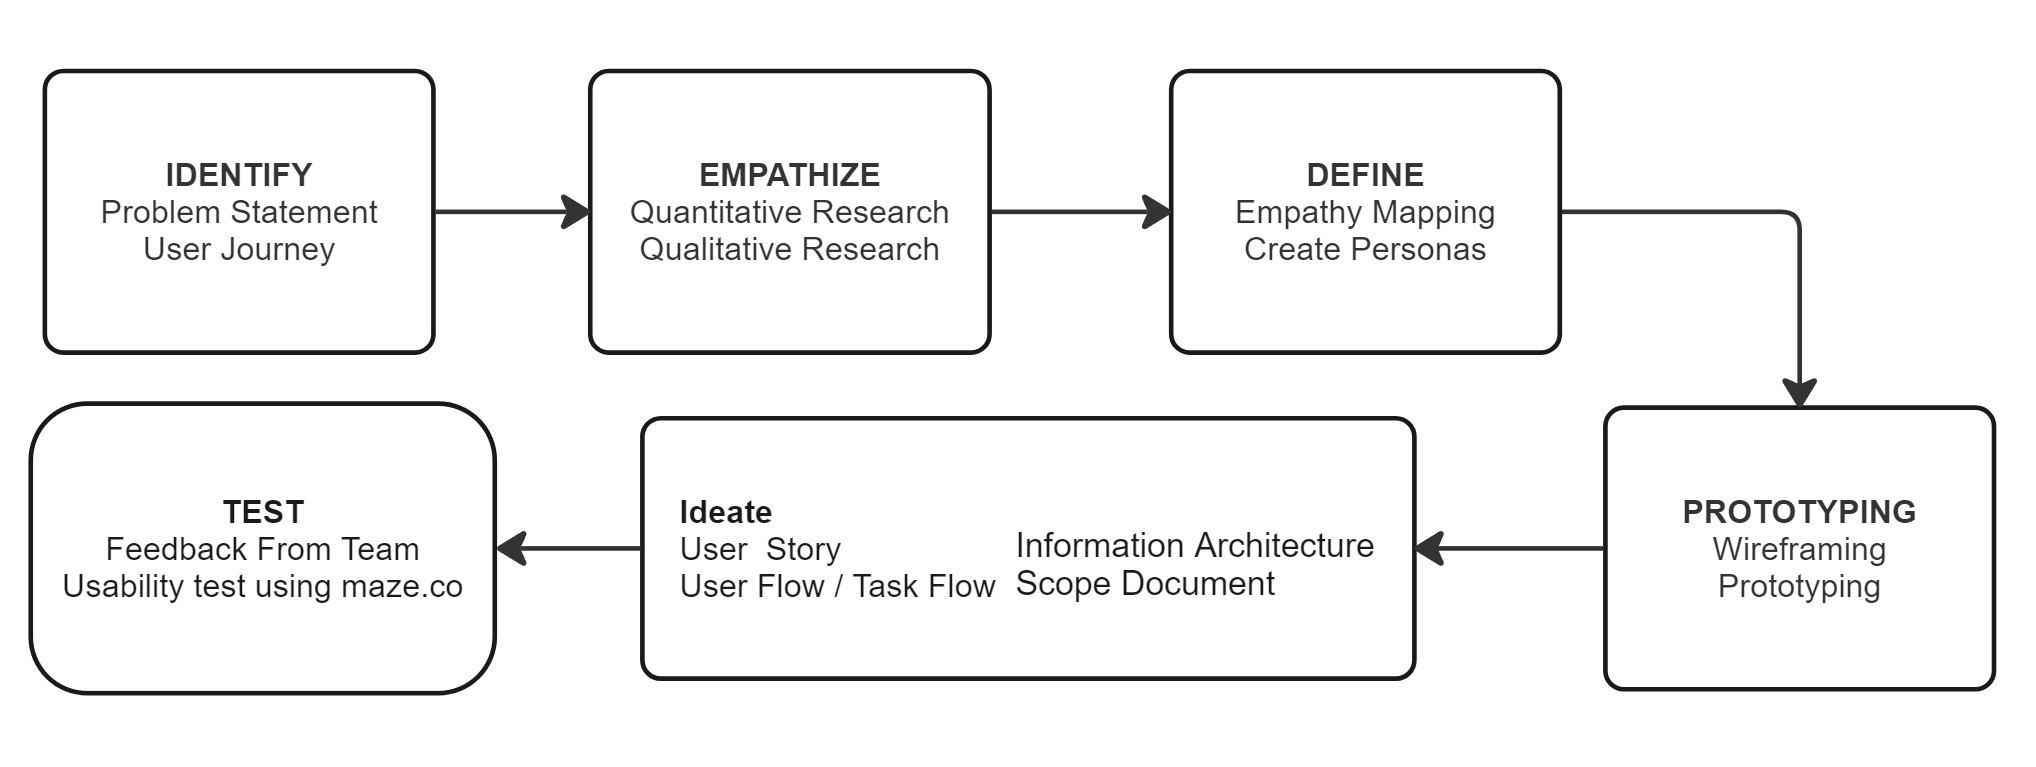 IDENTIFY
Problem Statement
User Journey
EMPATHIZE
Quantitative Research
Qualitative Research
DEFINE
Empathy Mapping
Create Personas
PROTOTYPING
Wireframing
Prototyping
Ideate
User  Story
User Flow / Task Flow
Information Architecture
Scope Document
TEST
Feedback From Team
Usability test using maze.co